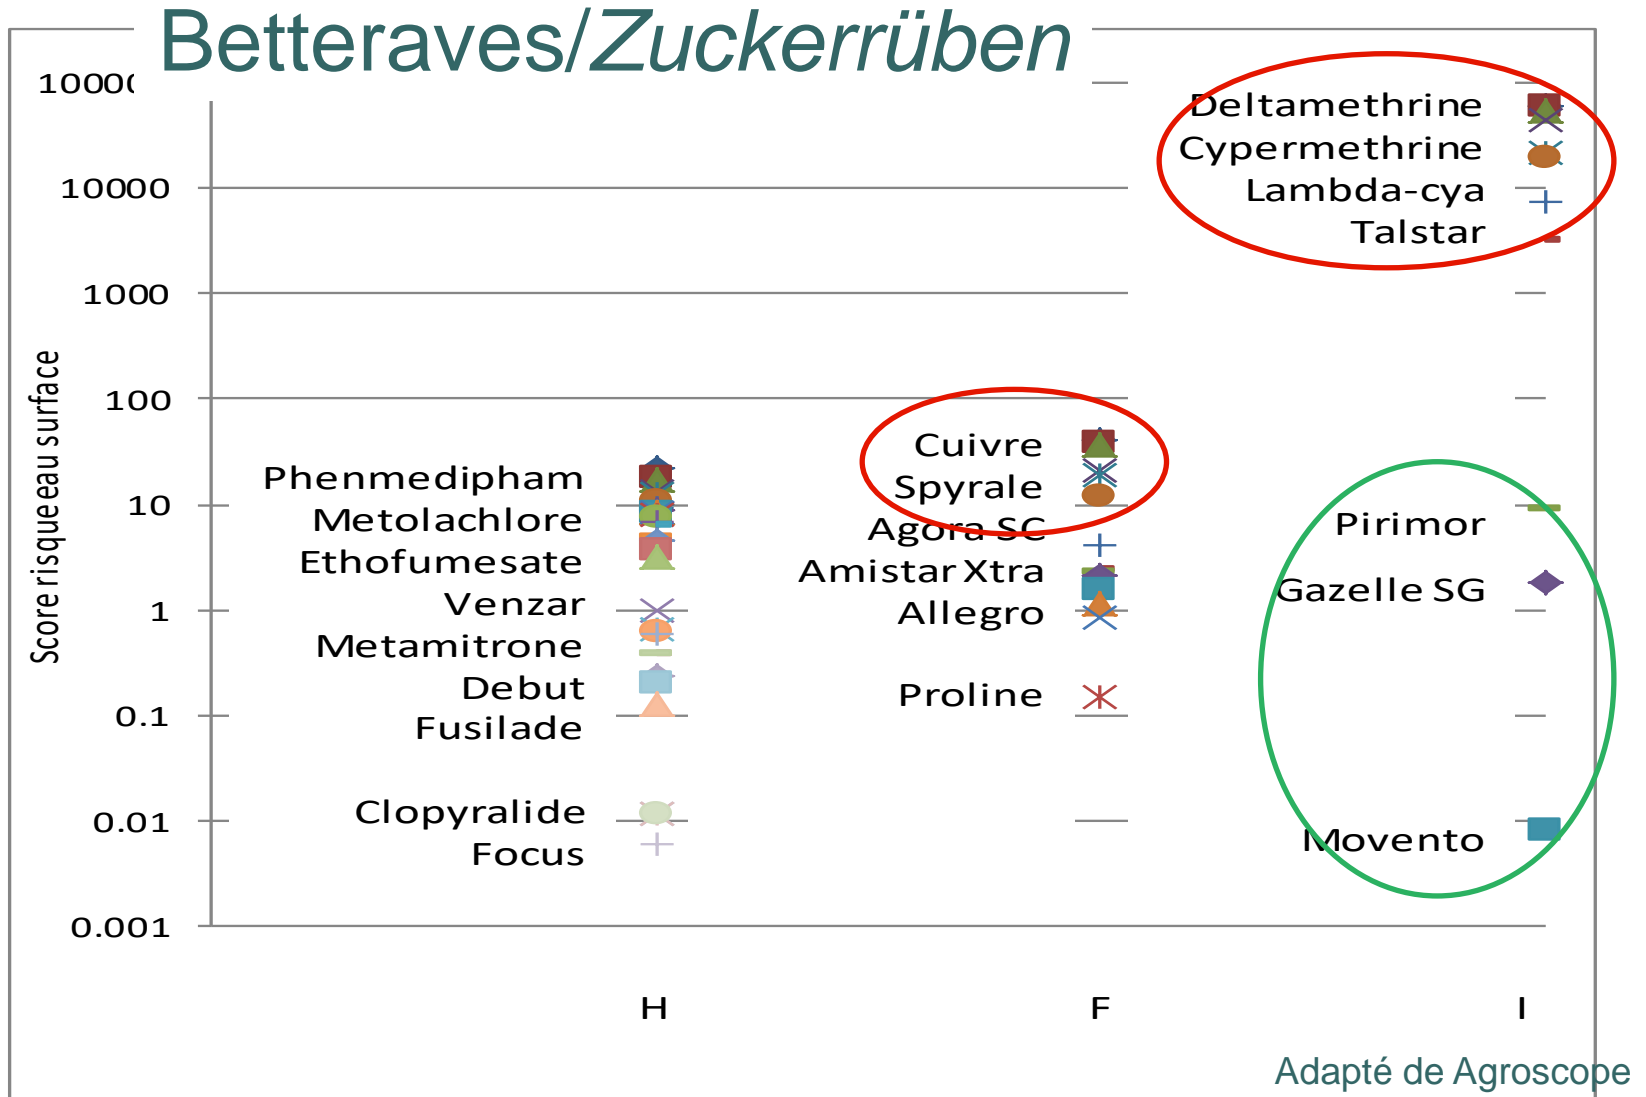 Betteraves/Zuckerrüben
10000
10000
1000
100
10
1
0.1
0.01
0.001
Score risque eau surface
Phenmedipham
Metolachlore
Ethofumesate
Venzar
Metamitrone
Debut
Fusilade
Clopyralide
Focus
Cuivre
Spyrale
Agora SC
Amistar Xtra
Allegro
Proline
Deltamethrine
Cypermethrine
Lambda-cya
Talstar
Pirimor
Gazelle SG
Movento
H
F
I
Adapté de Agroscope